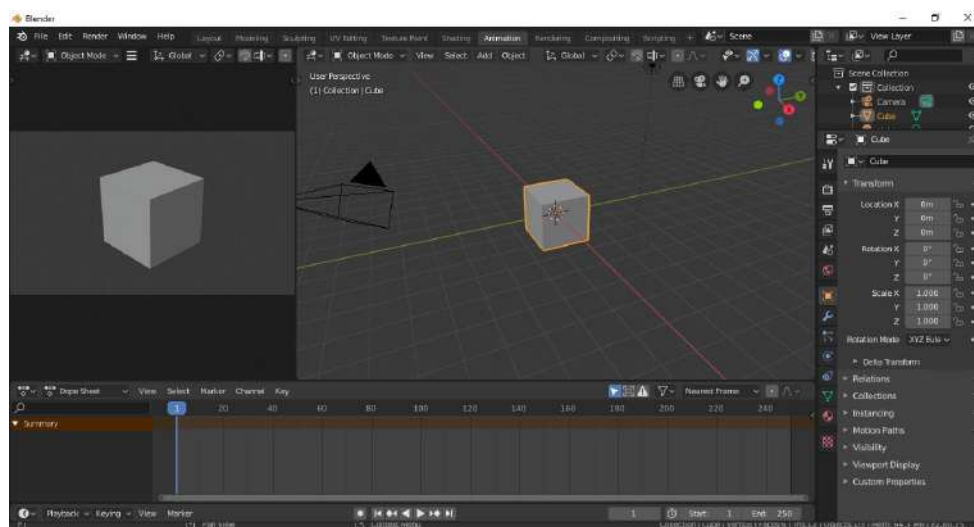 Blender
File Edit Render Window Help Layout Modeling Sculpting UV Editing Texture Paint Shading Animation Rendering Compositing Scripting + Scene View Layer
Object Mode Global Object Mode View Select Add Object Global
User Perspective
(1) Collection | Cube
Scene Collection
Collection
Camera
Cube
Cube
Cube
Transform
Location X 0m
Y 0m
Z 0m
Rotation X 0°
Y 0°
Z 0°
Scale X 1.000
Y 1.000
Z 1.000
Rotation Mode XYZ Eule
Delta Transform
Relations
Collections
Instancing
Motion Paths
Visibility
Viewport Display
Custom Properties
Dope Sheet View Select Marker Channel Key Nearest Frame
1 20 40 60 80 100 120 140 160 180 200 220 240
Summary
Playback Keying View Marker 1 Start: 1 End: 250
Pan View Context Menu